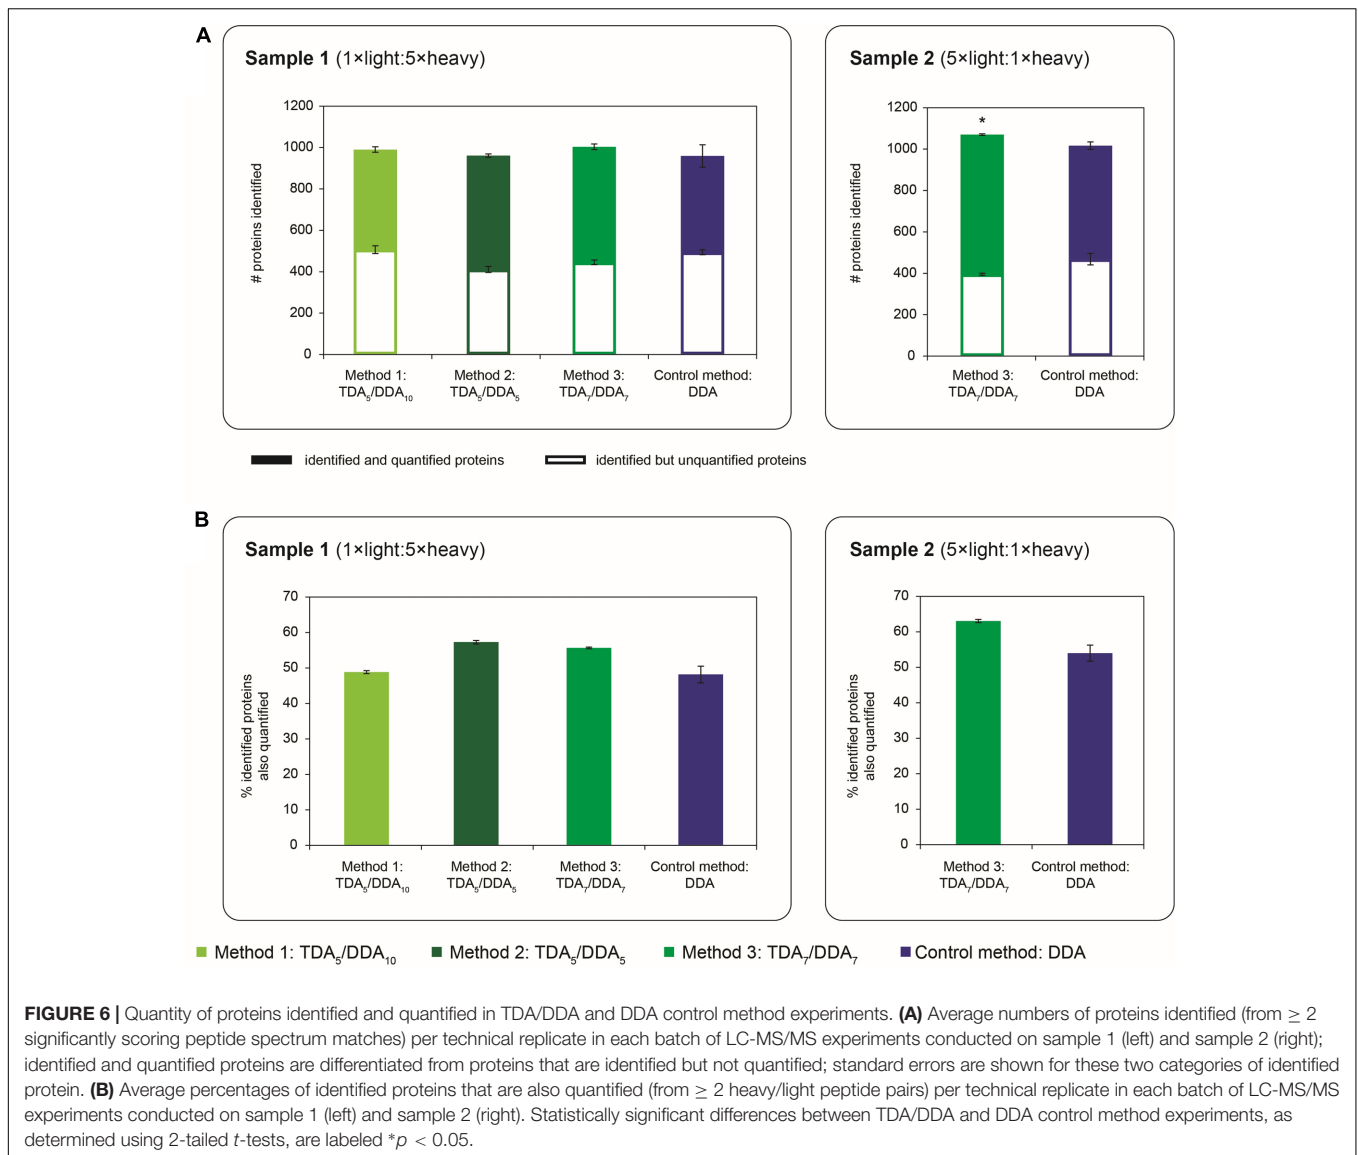 A
Sample 1 (1×light:5×heavy)
# proteins identified
1200
1000
800
600
400
200
0
Method 1:
TDA₅/DDA₁₀
Method 2:
TDA₅/DDA₅
Method 3:
TDA₇/DDA₇
Control method:
DDA
Sample 2 (5×light:1×heavy)
# proteins identified
1200
1000
800
600
400
200
0
*
Method 3:
TDA₇/DDA₇
Control method:
DDA
identified and quantified proteins
identified but unquantified proteins
B
Sample 1 (1×light:5×heavy)
% identified proteins
also quantified
70
60
50
40
30
20
10
0
Method 1:
TDA₅/DDA₁₀
Method 2:
TDA₅/DDA₅
Method 3:
TDA₇/DDA₇
Control method:
DDA
Sample 2 (5×light:1×heavy)
% identified proteins
also quantified
70
60
50
40
30
20
10
0
Method 3:
TDA₇/DDA₇
Control method:
DDA
Method 1: TDA₅/DDA₁₀
Method 2: TDA₅/DDA₅
Method 3: TDA₇/DDA₇
Control method: DDA
FIGURE 6 | Quantity of proteins identified and quantified in TDA/DDA and DDA control method experiments. (A) Average numbers of proteins identified (from ≥ 2
significantly scoring peptide spectrum matches) per technical replicate in each batch of LC-MS/MS experiments conducted on sample 1 (left) and sample 2 (right);
identified and quantified proteins are differentiated from proteins that are identified but not quantified; standard errors are shown for these two categories of identified
protein. (B) Average percentages of identified proteins that are also quantified (from ≥ 2 heavy/light peptide pairs) per technical replicate in each batch of LC-MS/MS
experiments conducted on sample 1 (left) and sample 2 (right). Statistically significant differences between TDA/DDA and DDA control method experiments, as
determined using 2-tailed t-tests, are labeled *p < 0.05.